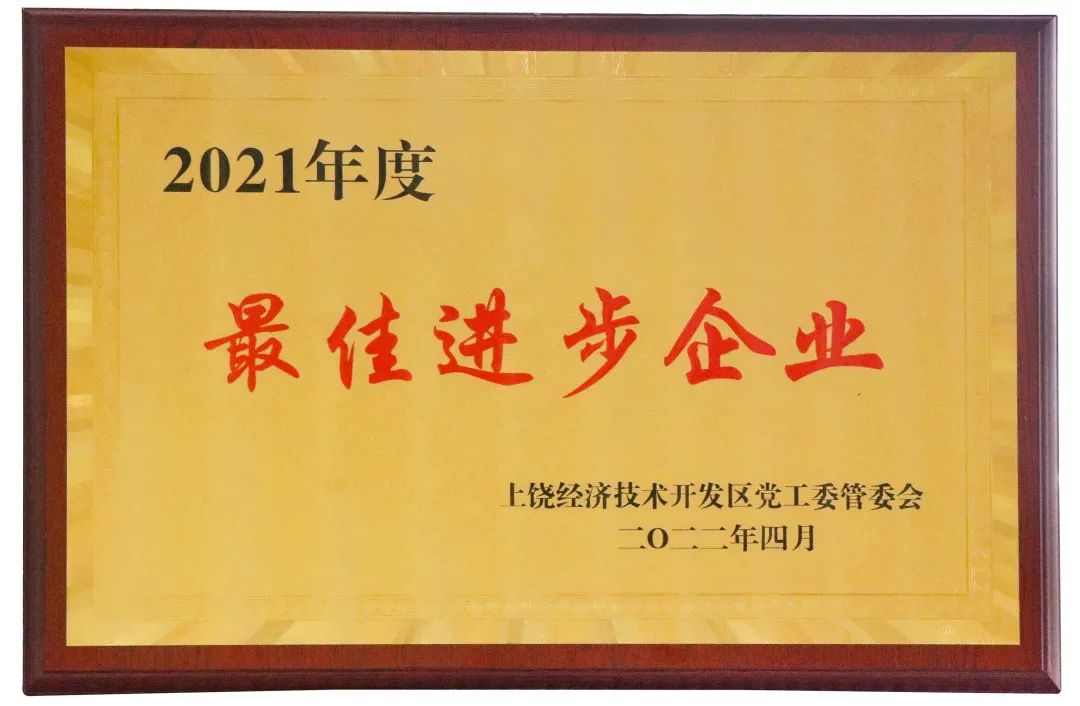 2021年度
最佳进步企业
上饶经济技术开发区党工委管委会
二O二二年四月